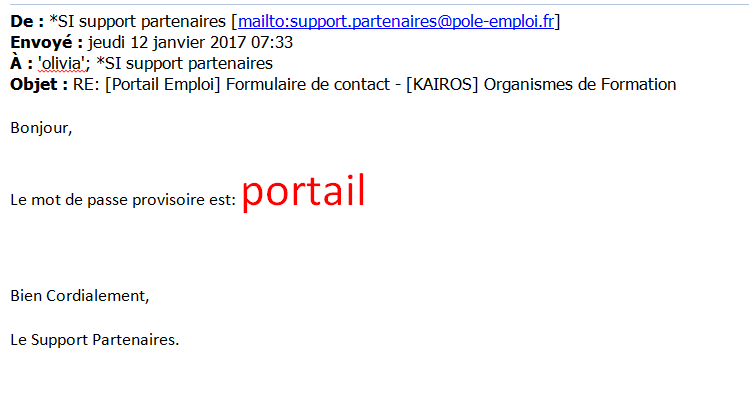 De : *SI support partenaires [mailto:support.partenaires@pole-emploi.fr]
Envoyé : jeudi 12 janvier 2017 07:33
À : 'olivia'; *SI support partenaires
Objet : RE: [Portail Emploi] Formulaire de contact - [KAIROS] Organismes de Formation
Bonjour,
Le mot de passe provisoire est: portail
Bien Cordialement,
Le Support Partenaires.